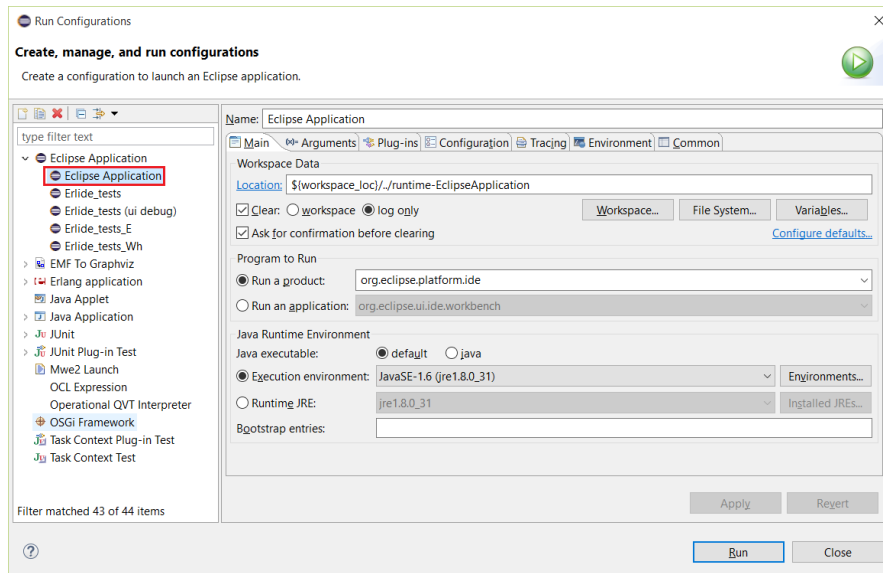 Run Configurations
Create, manage, and run configurations
Create a configuration to launch an Eclipse application.
type filter text
Eclipse Application
Eclipse Application
Erlide_tests
Erlide_tests (ui debug)
Erlide_tests_E
Erlide_tests_Wh
EMF To Graphviz
Erlang application
Java Applet
Java Application
JUnit
JUnit Plug-in Test
Mwe2 Launch
OCL Expression
Operational QVT Interpreter
OSGi Framework
Task Context Plug-in Test
Task Context Test
Filter matched 43 of 44 items
Name: Eclipse Application
Main Arguments Plug-ins Configuration Tracing Environment Common
Workspace Data
Location: ${workspace_loc}/../runtime-EclipseApplication
Clear: workspace log only Workspace... File System... Variables...
Ask for confirmation before clearing Configure defaults...
Program to Run
Run a product: org.eclipse.platform.ide
Run an application: org.eclipse.ui.ide.workbench
Java Runtime Environment
Java executable: default java
Execution environment: JavaSE-1.6 (jre1.8.0_31) Environments...
Runtime JRE: jre1.8.0_31 Installed JREs...
Bootstrap entries:
Apply Revert
Run Close